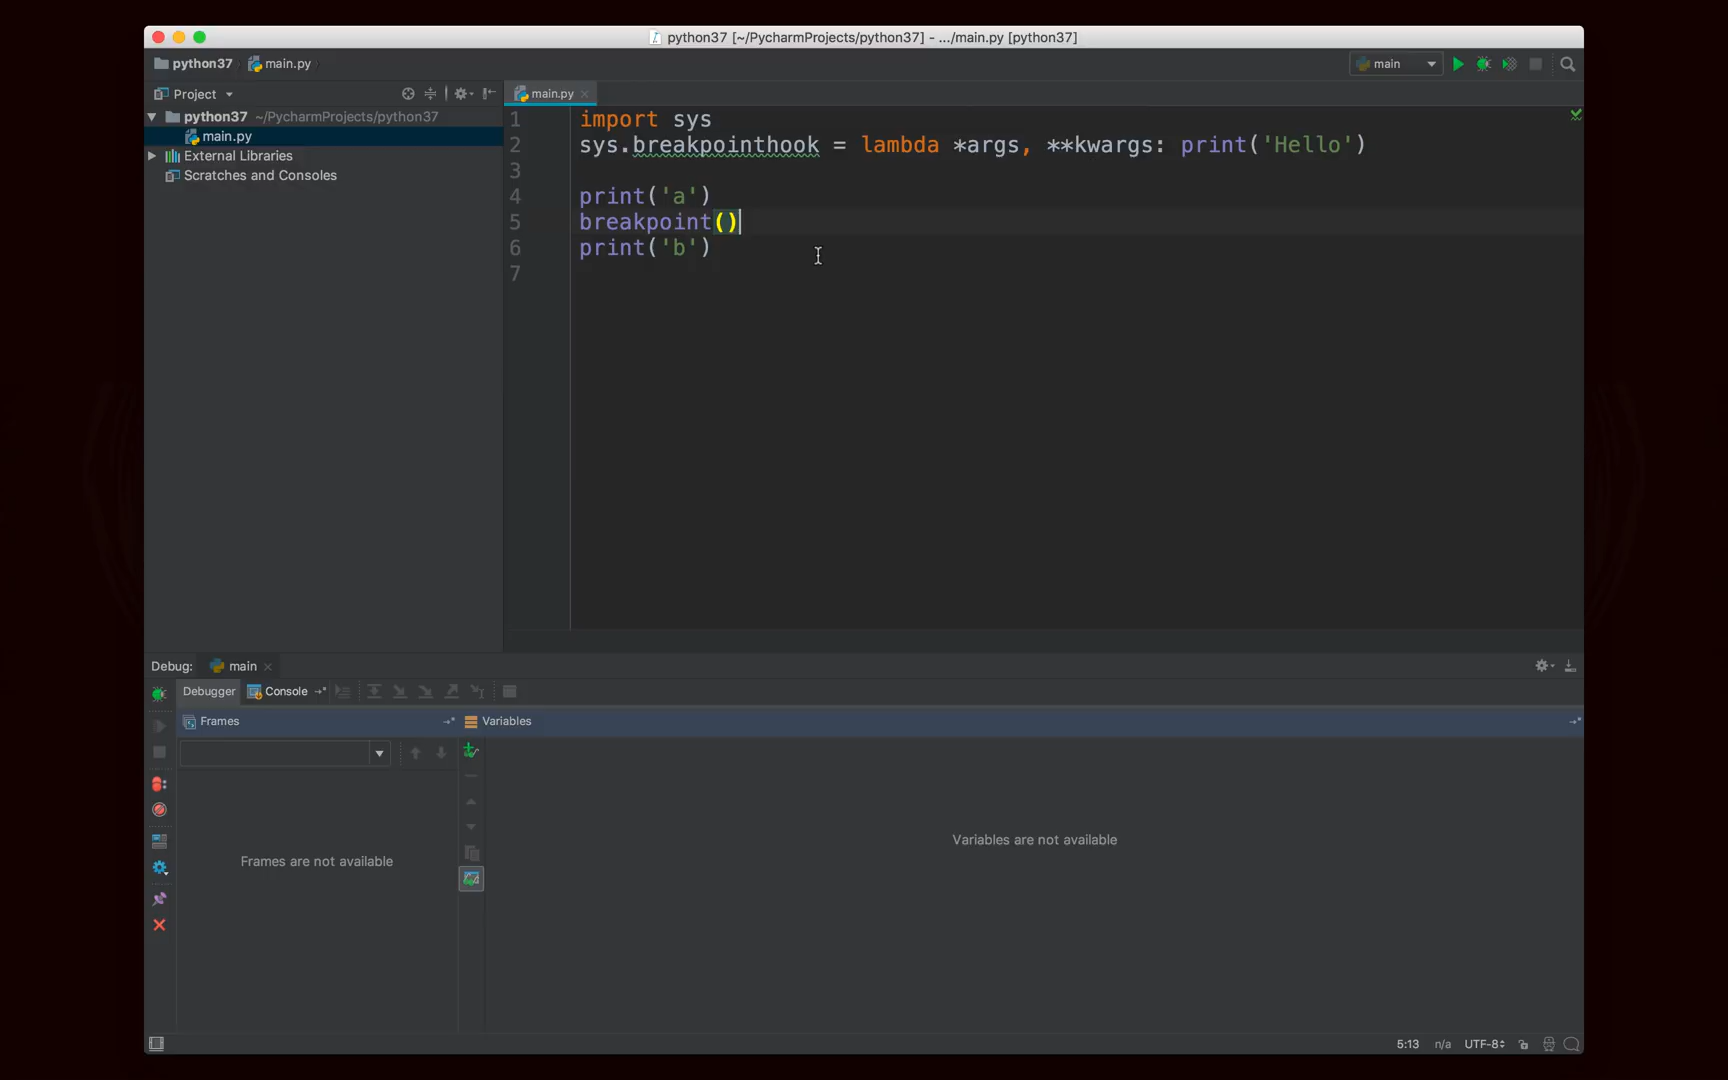 python37 [~/PycharmProjects/python37] - .../main.py [python37]
python37 main.py
main
Project
main.py
python37 ~/PycharmProjects/python37
main.py
External Libraries
Scratches and Consoles
1 import sys
2 sys.breakpointhook = lambda *args, **kwargs: print('Hello')
3
4 print('a')
5 breakpoint()
6 print('b')
7
Debug: main
Debugger Console
Frames Variables
Frames are not available
Variables are not available
5:13 n/a UTF-8